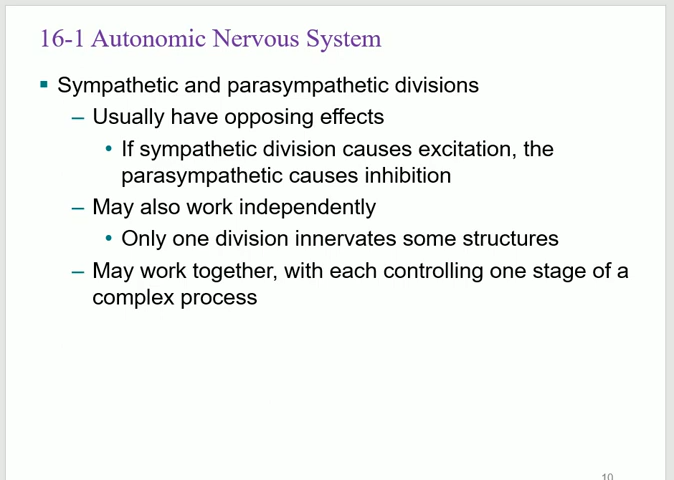 16-1 Autonomic Nervous System
▪ Sympathetic and parasympathetic divisions
– Usually have opposing effects
• If sympathetic division causes excitation, the
parasympathetic causes inhibition
– May also work independently
• Only one division innervates some structures
– May work together, with each controlling one stage of a
complex process
10